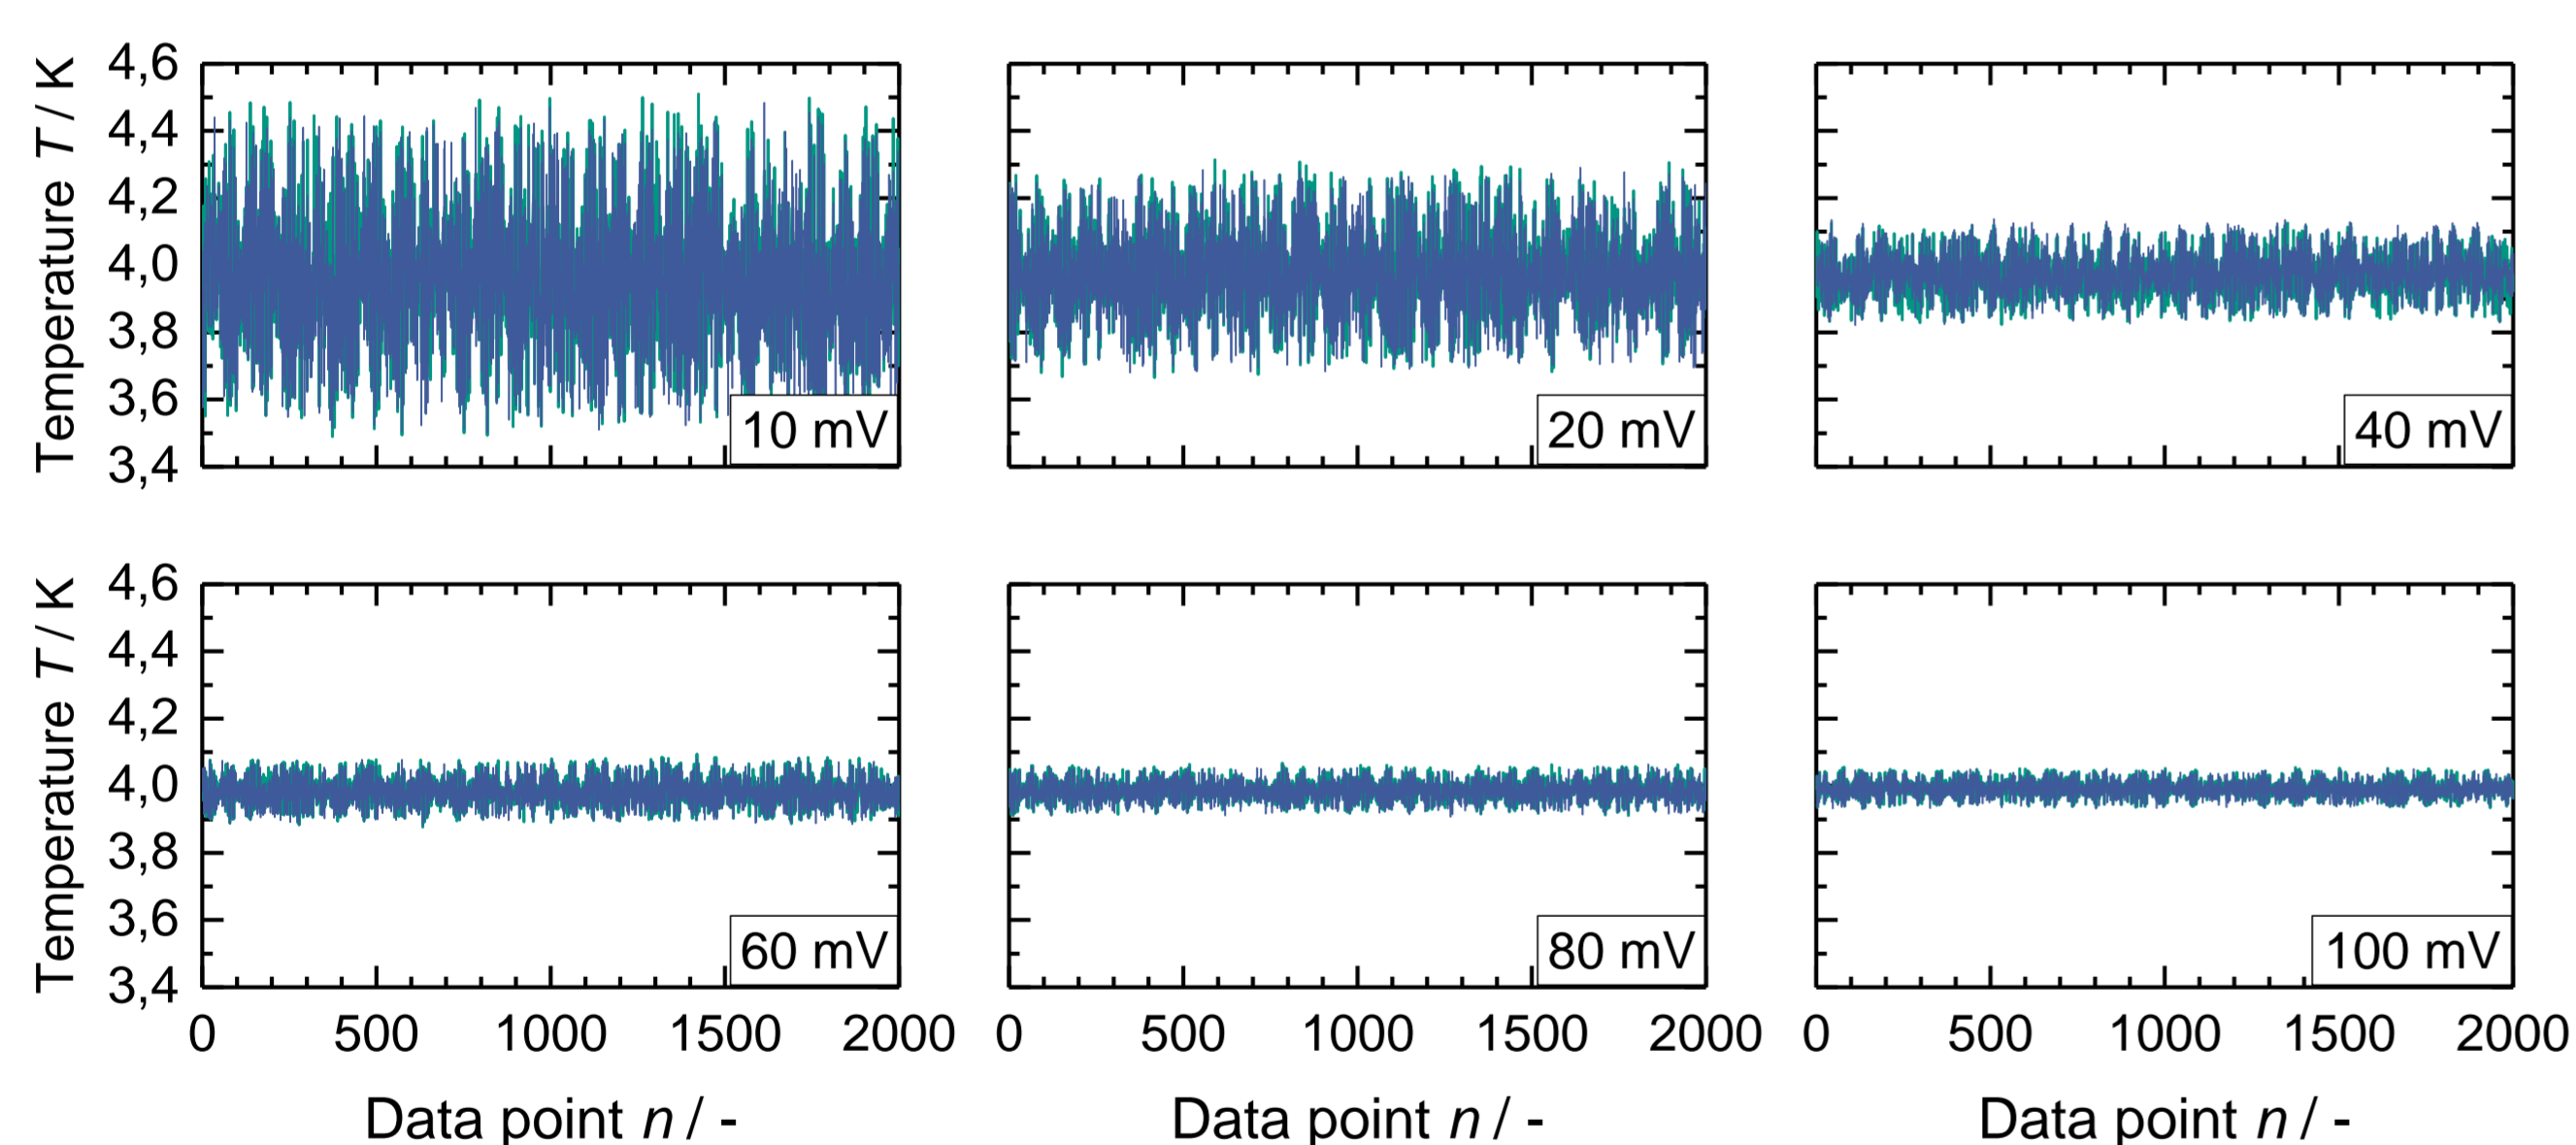 Temperature T / K
4,6
4,4
4,2
4,0
3,8
3,6
3,4
10 mV
20 mV
40 mV
Temperature T / K
4,6
4,4
4,2
4,0
3,8
3,6
3,4
60 mV
80 mV
100 mV
0 500 1000 1500 2000
0 500 1000 1500 2000
0 500 1000 1500 2000
Data point n / -
Data point n / -
Data point n / -